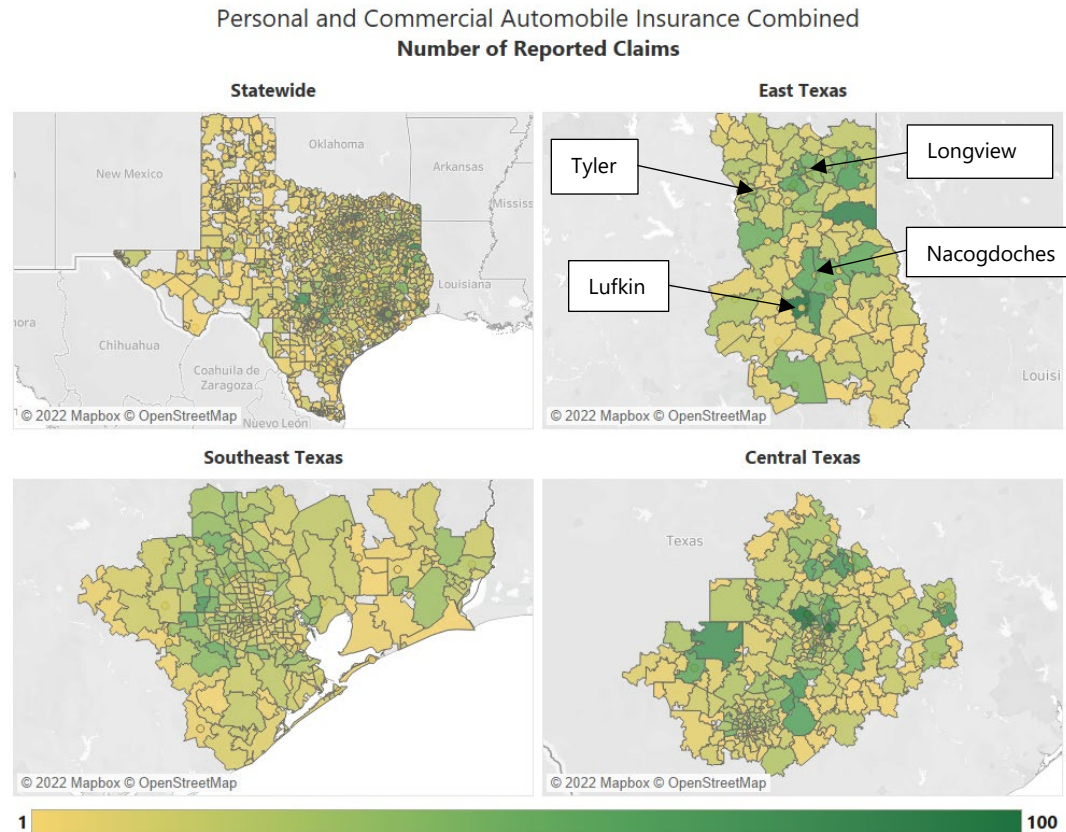 Personal and Commercial Automobile Insurance Combined
Number of Reported Claims
Statewide
Oklahoma
New Mexico
Arkansas
Mississ
Louisiana
Chihuahua
Coahuila de
Zaragoza
ora
Nuevo León
© 2022 Mapbox © OpenStreetMap
East Texas
Tyler
Longview
Nacogdoches
Lufkin
Louisi
© 2022 Mapbox © OpenStreetMap
Southeast Texas
© 2022 Mapbox © OpenStreetMap
Central Texas
Texas
© 2022 Mapbox © OpenStreetMap
1
100